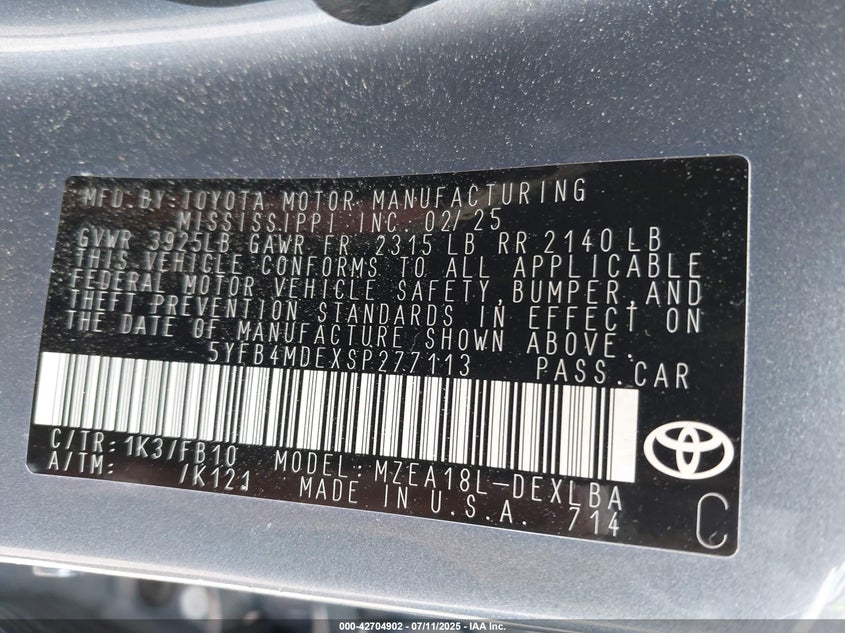 MFD.BY:TOYOTA MOTOR MANUFACTURING
MISSISSIPPI INC 02/25
GVWR 3925LB GAWR FR 2315 LB RR 2140 LB
THIS VEHICLE CONFORMS TO ALL APPLICABLE
FEDERAL MOTOR VEHICLE SAFETY,BUMPER,AND
THEFT PREVENTION STANDARDS IN EFFECT ON
THE DATE OF MANUFACTURE SHOWN ABOVE.
5YFB4MDEXSP277113 PASS.CAR
C/TR:1K3/FB10 MODEL:MZEA18L-DEXLBA
A/TM: /K121 MADE IN U.S.A. 714
C
000-42704902 - 07/11/2025 - IAA Inc.